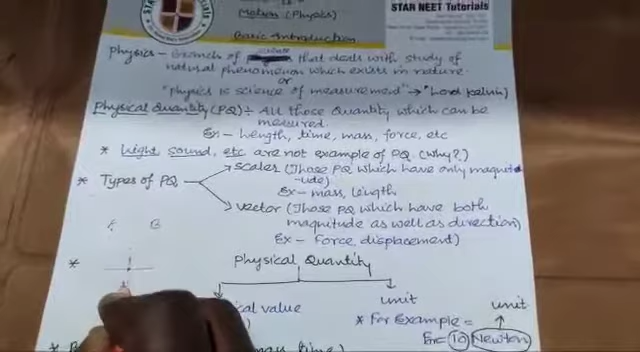 STAR NEET Tutorials
Motion (Physics)
Basic Introduction
Physics - Branch of science that deals with study of
natural phenomenon which exists in nature.
or
"Physics is science of measurement" → "Lord Kelvin)
Physical Quantity (PQ) ÷ All those Quantity which can be
measured.
Ex - Length, time, mass, force, etc
* Light Sound, etc are not example of PQ (Why?)
* Types of PQ
scaler (Those PQ which have only magnit
-ude)
Ex - mass, length
vector (Those PQ which have both
magnitude as well as direction)
Ex - Force, displacement)
* Physical Quantity
cal value
unit
unit
* For Example =
F = 10 Newton
mass, time)